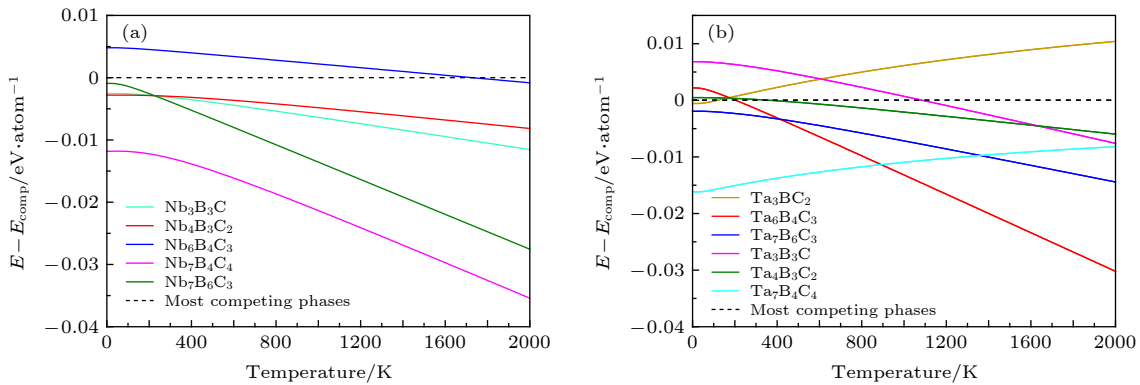 (a)
0.01
0
−0.01
−0.02
−0.03
−0.04
E−E_comp/eV·atom⁻¹
Nb₃B₃C
Nb₄B₃C₂
Nb₆B₄C₃
Nb₇B₄C₄
Nb₇B₆C₃
Most competing phases
0 400 800 1200 1600 2000
Temperature/K
(b)
0.01
0
−0.01
−0.02
−0.03
−0.04
E−E_comp/eV·atom⁻¹
Ta₃BC₂
Ta₆B₄C₃
Ta₇B₆C₃
Ta₃B₃C
Ta₄B₃C₂
Ta₇B₄C₄
Most competing phases
0 400 800 1200 1600 2000
Temperature/K